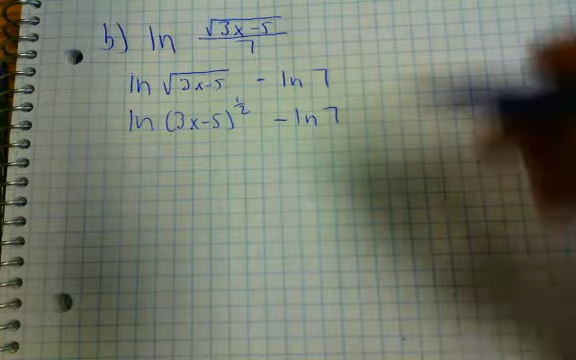 b) ln √(3x-5)/7
ln √(3x-5) - ln 7
ln (3x-5)^½ - ln 7